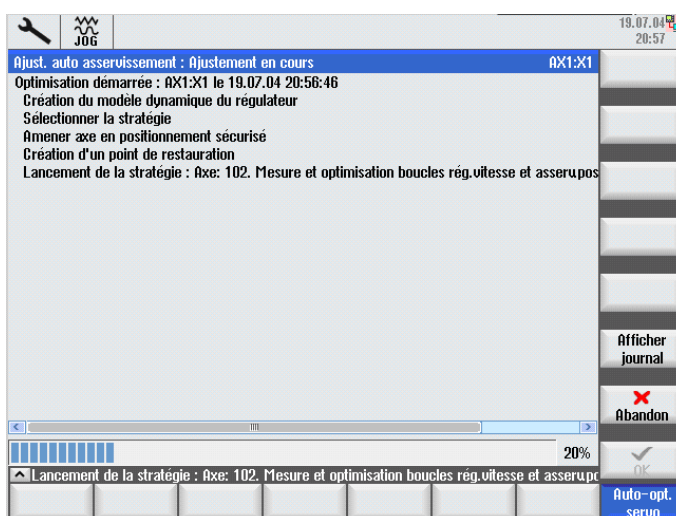 JOG
19.07.04
20:57
Ajust. auto asservissement : Ajustement en cours AX1:X1
Optimisation démarrée : AX1:X1 le 19.07.04 20:56:46
Création du modèle dynamique du régulateur
Sélectionner la stratégie
Amener axe en positionnement sécurisé
Création d'un point de restauration
Lancement de la stratégie : Axe: 102. Mesure et optimisation boucles rég.vitesse et asserv.pos
Afficher
journal
Abandon
20%
Lancement de la stratégie : Axe: 102. Mesure et optimisation boucles rég.vitesse et asserv.po
OK
Auto-opt.
servo